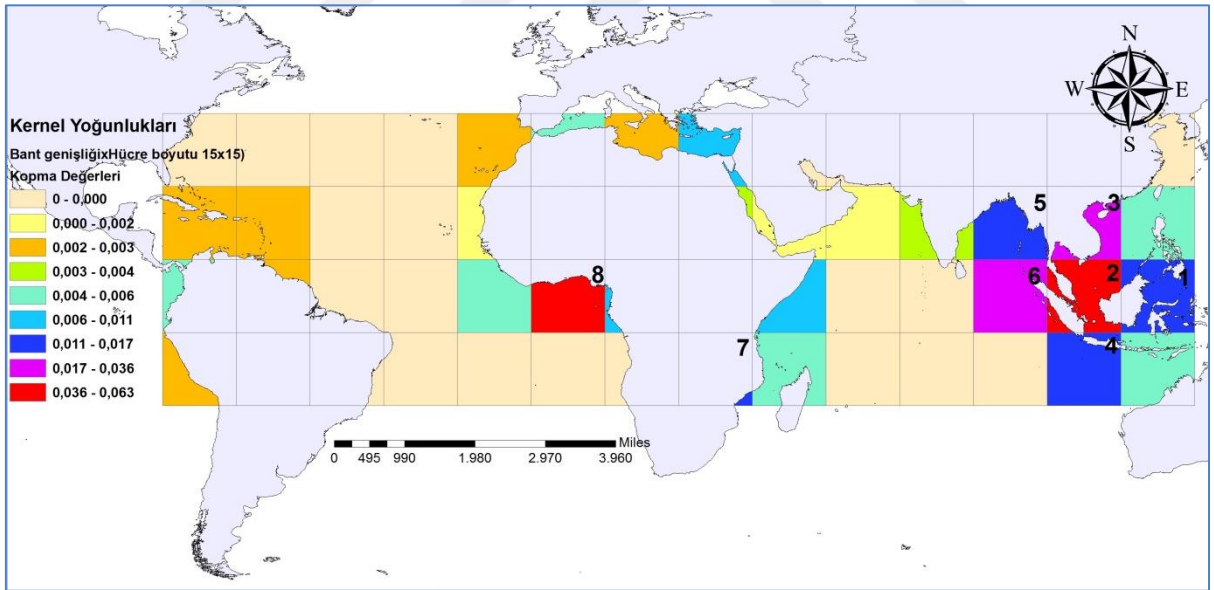 N
W
E
S
Kernel Yoğunlukları
Bant genişliğixHücre boyutu 15x15)
Kopma Değerleri
0 - 0,000
0,000 - 0,002
0,002 - 0,003
0,003 - 0,004
0,004 - 0,006
0,006 - 0,011
0,011 - 0,017
0,017 - 0,036
0,036 - 0,063
5
3
8
6
2
1
7
4
Miles
0 495 990 1.980 2.970 3.960